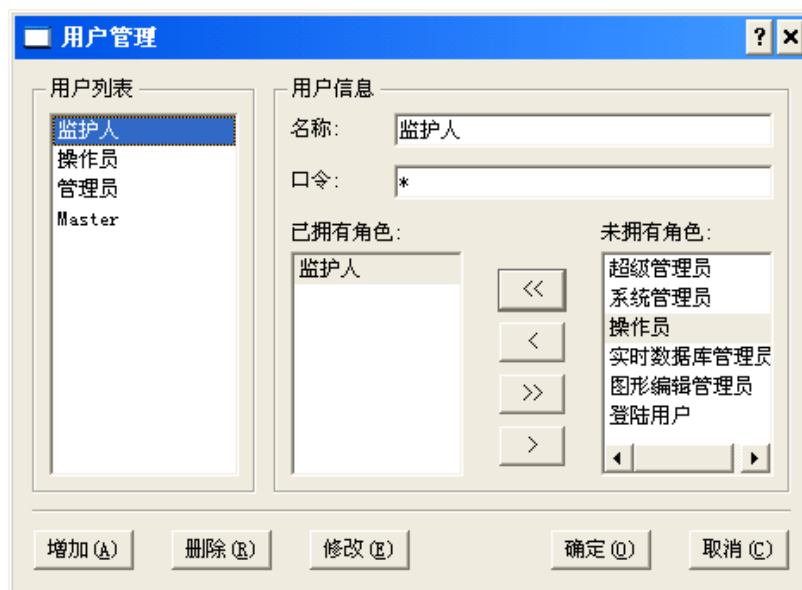 用户管理
用户列表
监护人
操作员
管理员
Master
用户信息
名称:
监护人
口令:
*
已拥有角色:
监护人
<<
<
>>
>
未拥有角色:
超级管理员
系统管理员
操作员
实时数据库管理员
图形编辑管理员
登陆用户
增加(A)
删除(R)
修改(E)
确定(O)
取消(C)